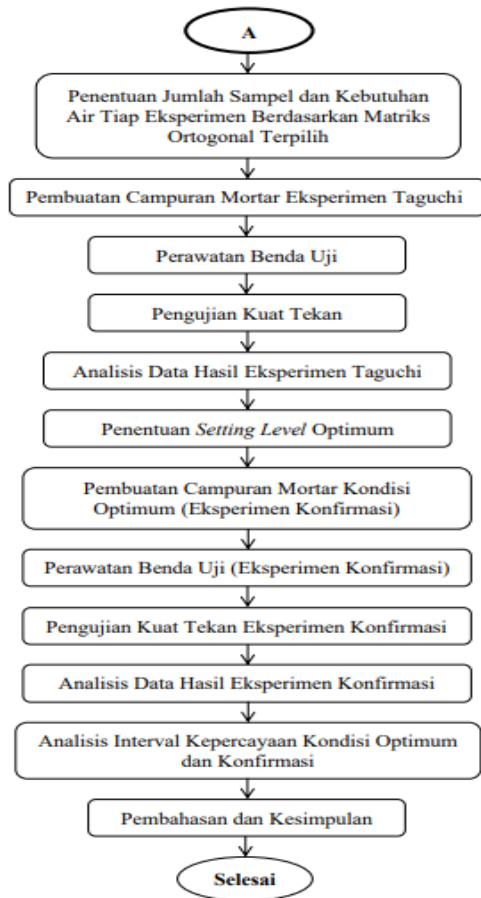 A
Penentuan Jumlah Sampel dan Kebutuhan
Air Tiap Eksperimen Berdasarkan Matriks
Ortogonal Terpilih
Pembuatan Campuran Mortar Eksperimen Taguchi
Perawatan Benda Uji
Pengujian Kuat Tekan
Analisis Data Hasil Eksperimen Taguchi
Penentuan Setting Level Optimum
Pembuatan Campuran Mortar Kondisi
Optimum (Eksperimen Konfirmasi)
Perawatan Benda Uji (Eksperimen Konfirmasi)
Pengujian Kuat Tekan Eksperimen Konfirmasi
Analisis Data Hasil Eksperimen Konfirmasi
Analisis Interval Kepercayaan Kondisi Optimum
dan Konfirmasi
Pembahasan dan Kesimpulan
Selesai